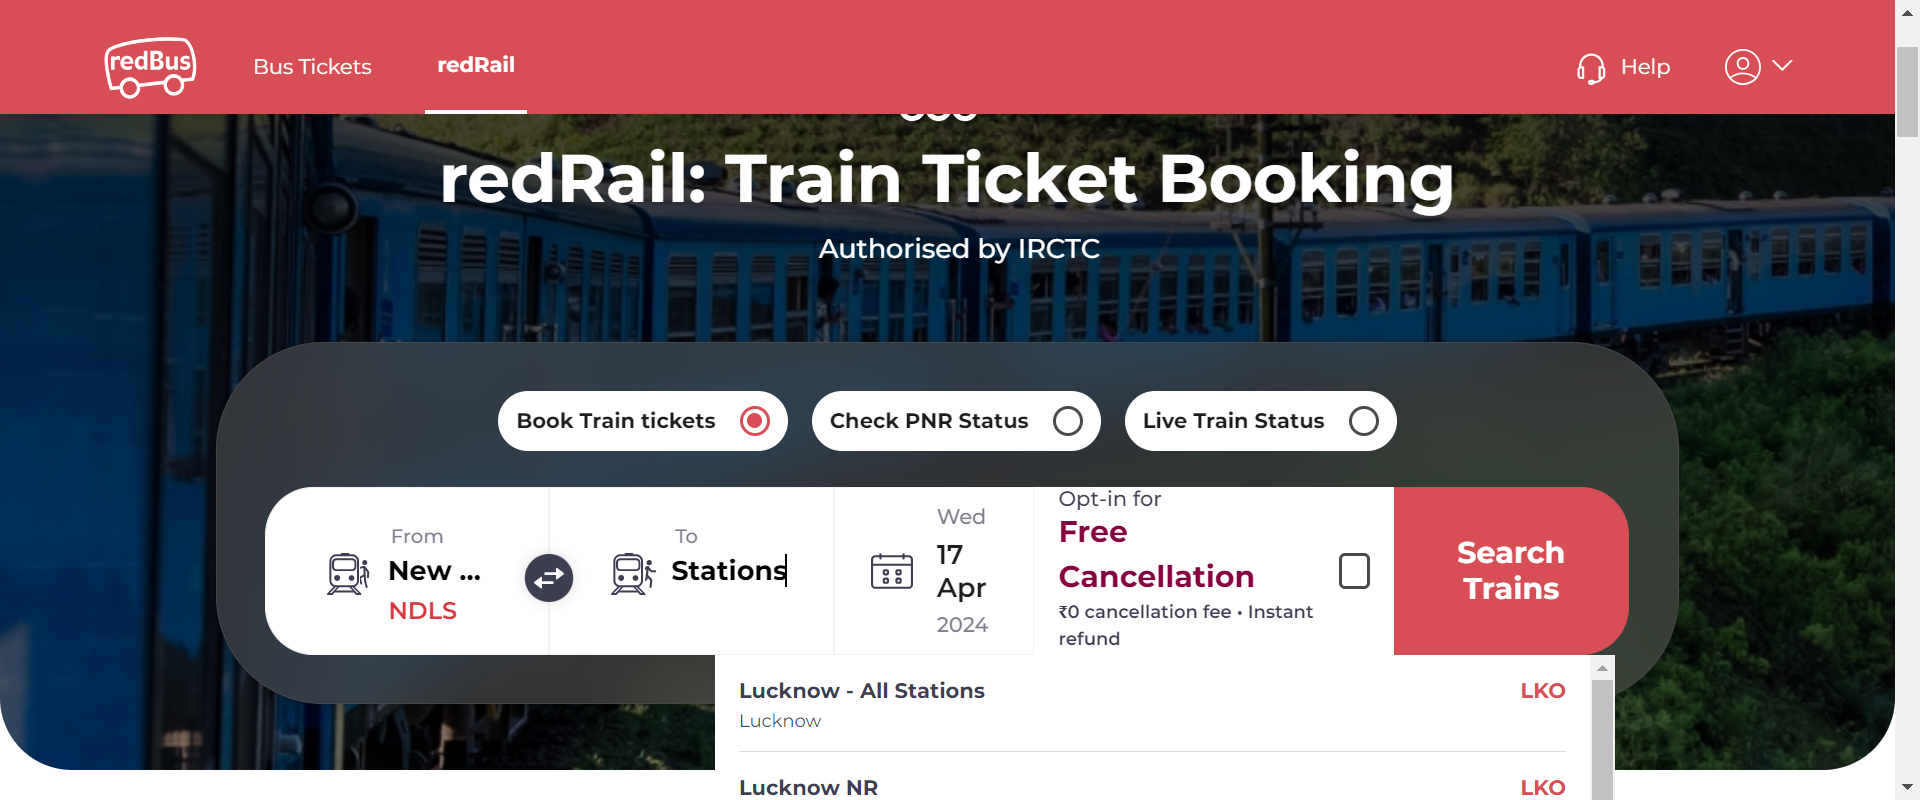 redBus
Bus Tickets
redRail
Help
redRail: Train Ticket Booking
Authorised by IRCTC
Book Train tickets
Check PNR Status
Live Train Status
From
New ...
NDLS
To
Stations
Wed
17
Apr
2024
Opt-in for
Free
Cancellation
₹0 cancellation fee • Instant
refund
Search
Trains
Lucknow - All Stations
LKO
Lucknow
Lucknow NR
LKO